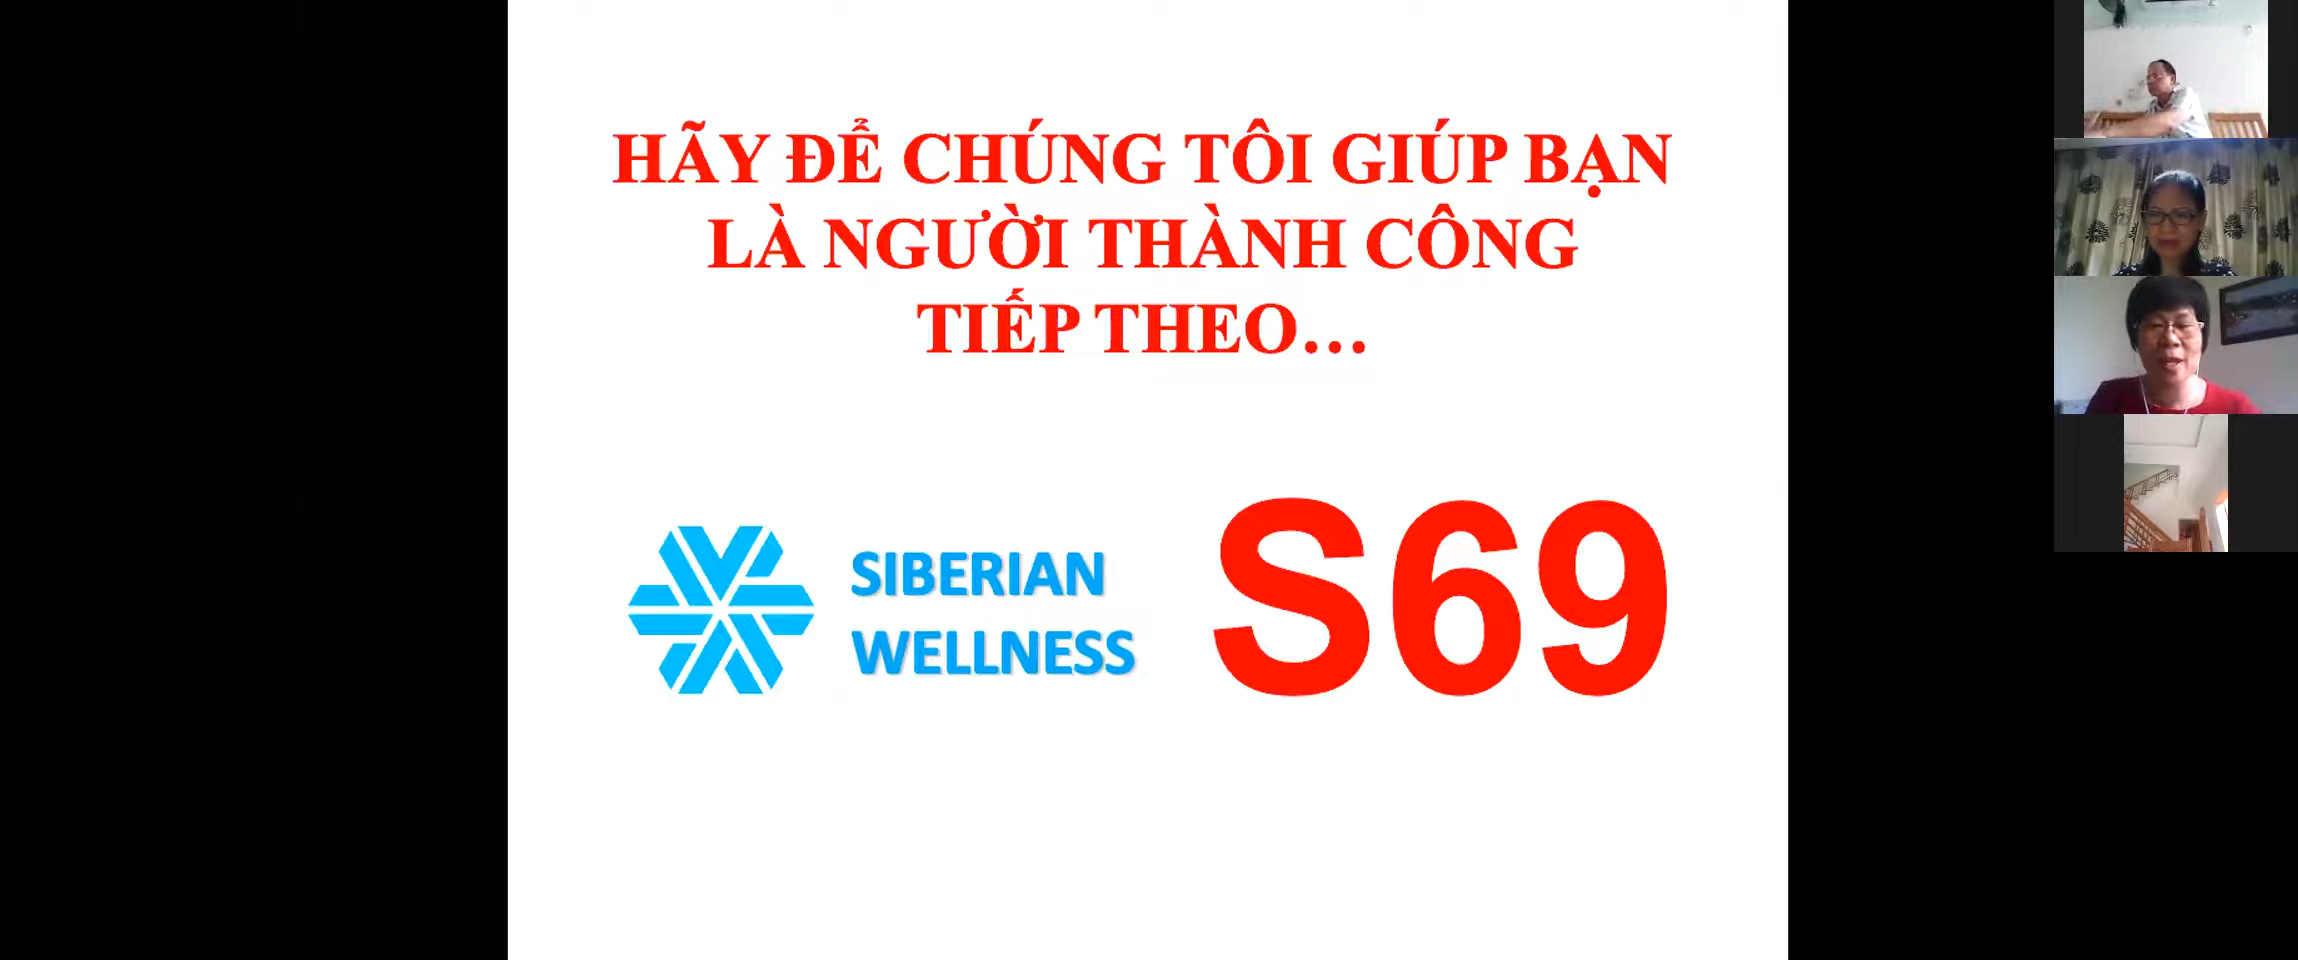 HÃY ĐỂ CHÚNG TÔI GIÚP BẠN
LÀ NGƯỜI THÀNH CÔNG
TIẾP THEO...
SIBERIAN
WELLNESS
S69